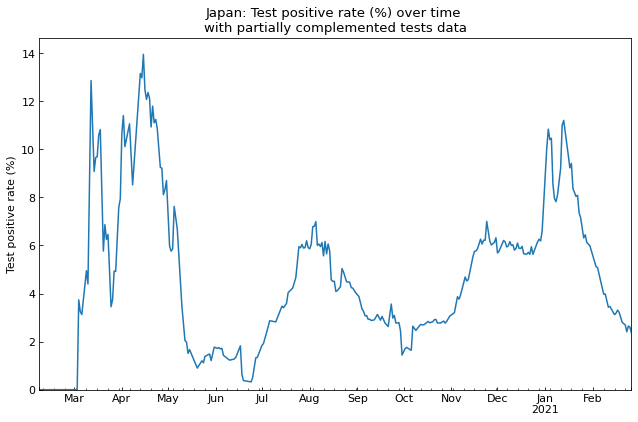 Japan: Test positive rate (%) over time
with partially complemented tests data
Test positive rate (%)
14
12
10
8
6
4
2
0
Mar Apr May Jun Jul Aug Sep Oct Nov Dec Jan Feb
2021